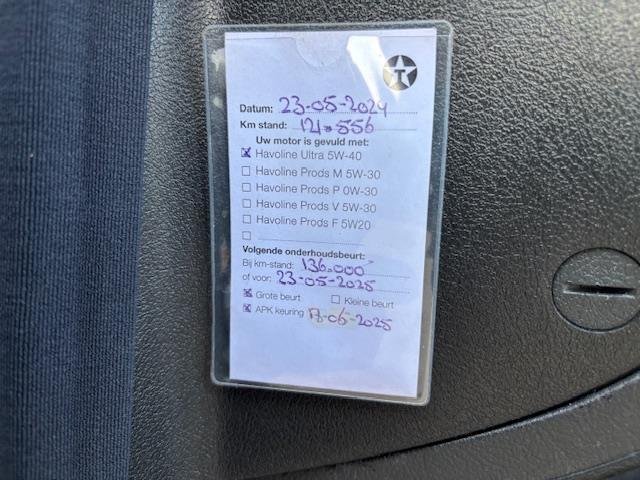 T
Datum: 23-05-2024
Km stand: 121.556
Uw motor is gevuld met:
Havoline Ultra 5W-40
Havoline Prods M 5W-30
Havoline Prods P 0W-30
Havoline Prods V 5W-30
Havoline Prods F 5W20
Volgende onderhoudsbeurt:
Bij km-stand: 136.000
of voor: 23-05-2025
Grote beurt Kleine beurt
APK keuring